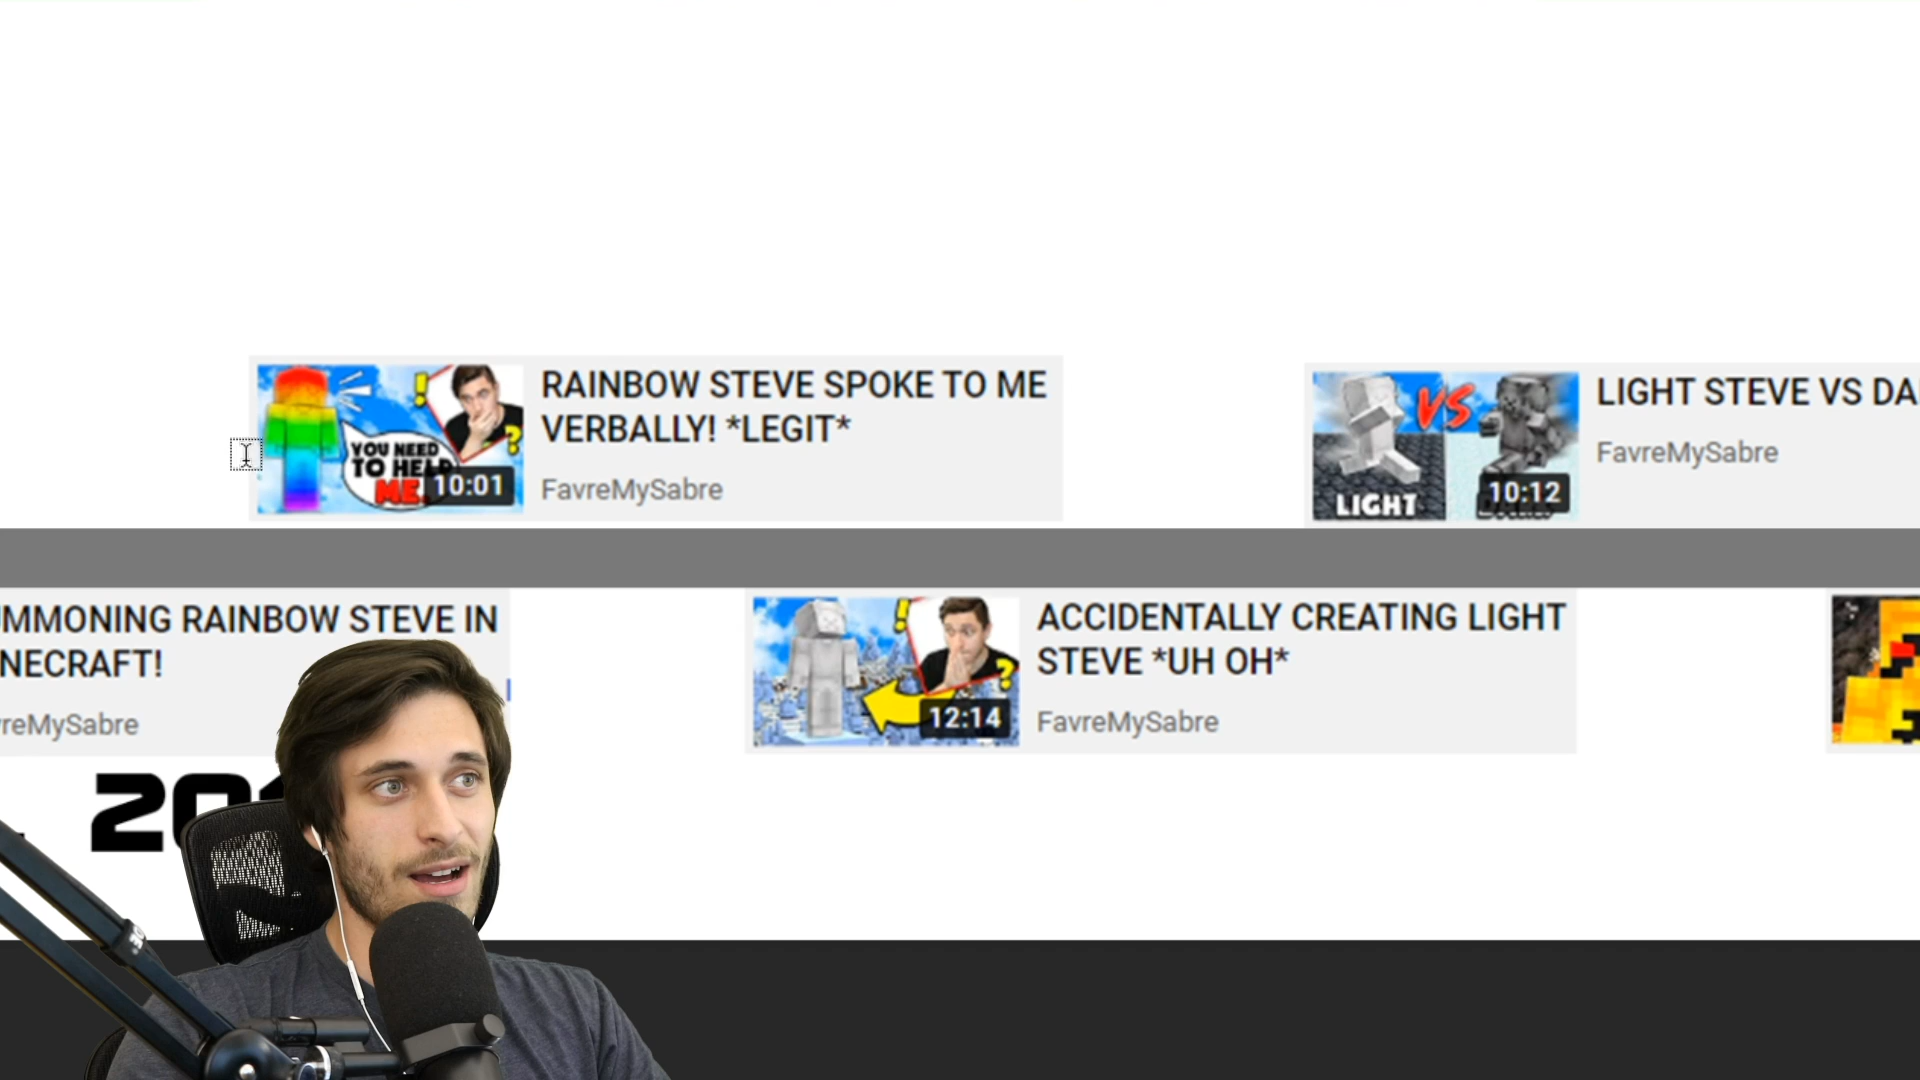 RAINBOW STEVE SPOKE TO ME
VERBALLY! *LEGIT*
FavreMySabre
YOU NEED
TO HELP
ME
10:01
LIGHT STEVE VS DA
FavreMySabre
VS
LIGHT
10:12
MMONING RAINBOW STEVE IN
NECRAFT!
reMySabre
ACCIDENTALLY CREATING LIGHT
STEVE *UH OH*
FavreMySabre
12:14